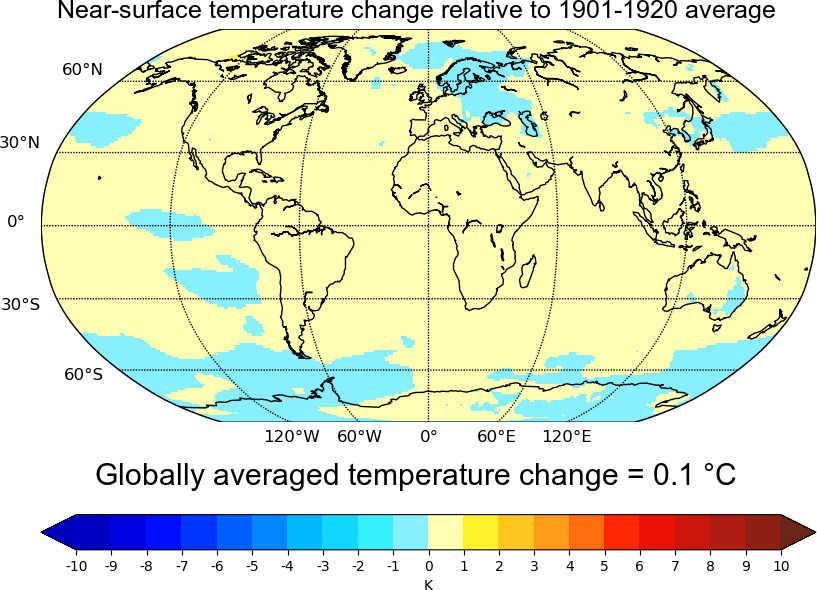 Near-surface temperature change relative to 1901-1920 average
60°N
30°N
0°
30°S
60°S
120°W 60°W 0° 60°E 120°E
Globally averaged temperature change = 0.1 °C
-10 -9 -8 -7 -6 -5 -4 -3 -2 -1 0 1 2 3 4 5 6 7 8 9 10
K